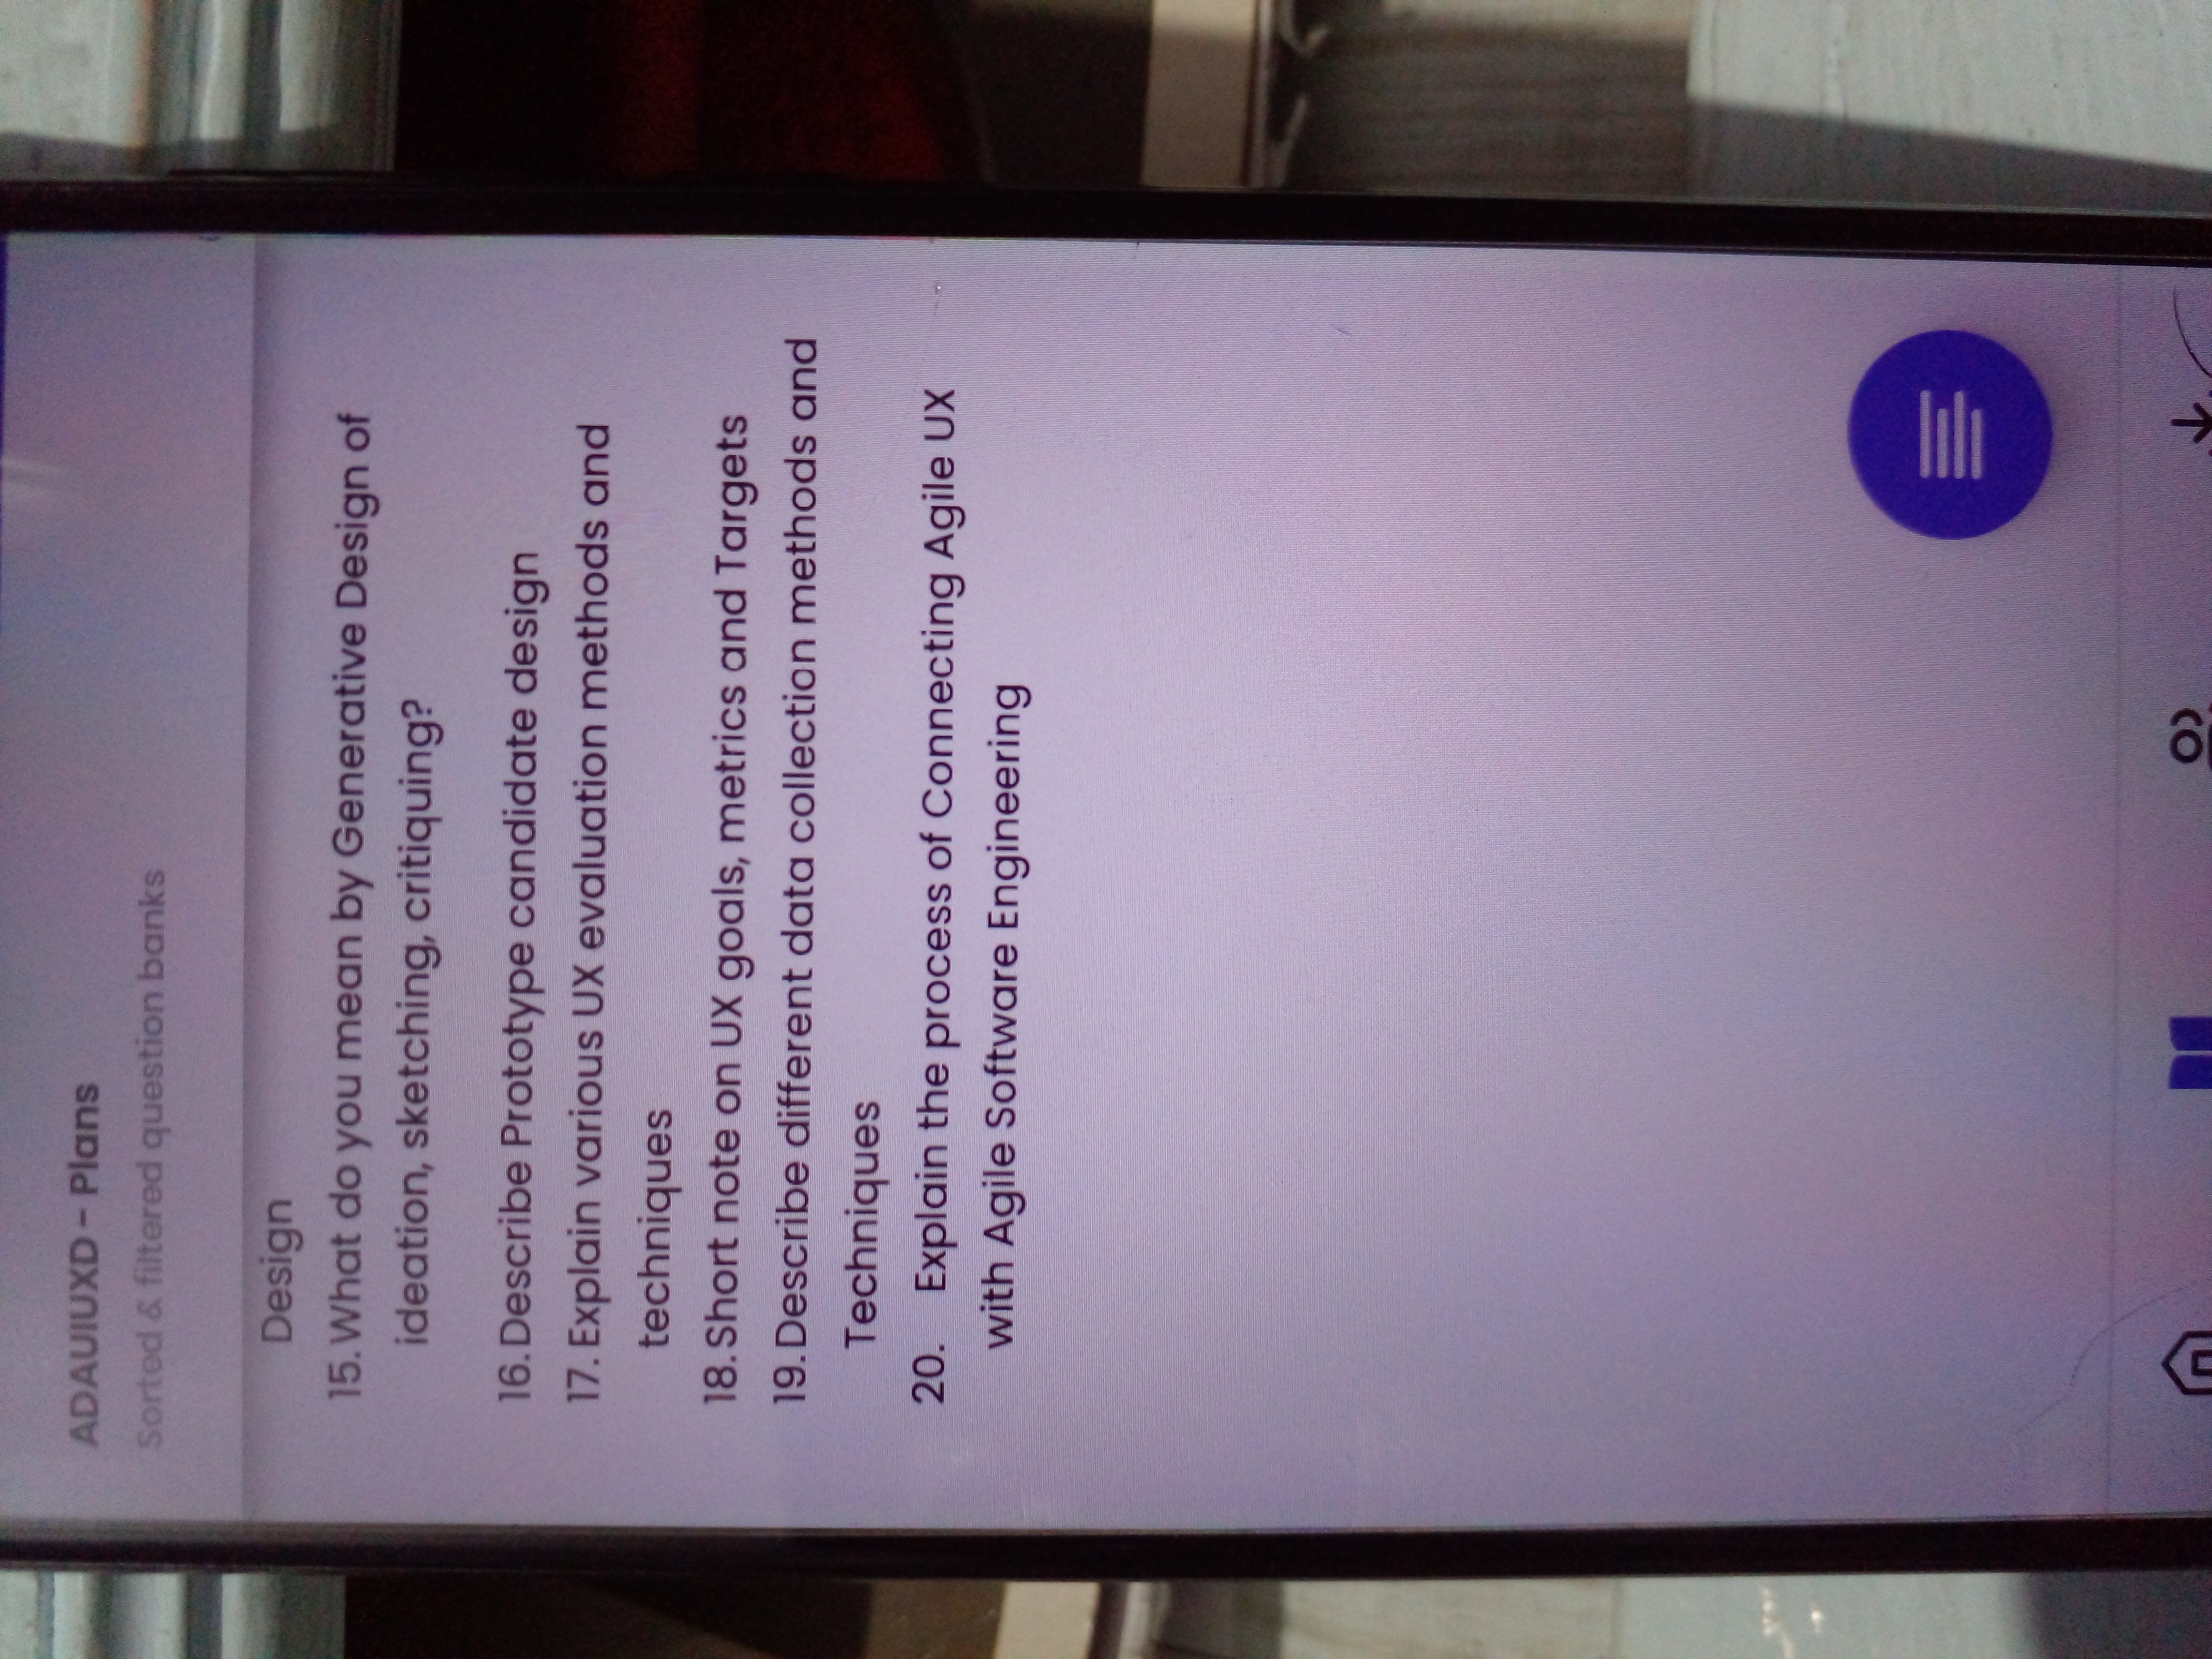 ADAUIUXD - Plans
Sorted & filtered question banks
Design
15. What do you mean by Generative Design of
ideation, sketching, critiquing?
16. Describe Prototype candidate design
17. Explain various UX evaluation methods and
techniques
18. Short note on UX goals, metrics and Targets
19. Describe different data collection methods and
Techniques
20. Explain the process of Connecting Agile UX
with Agile Software Engineering